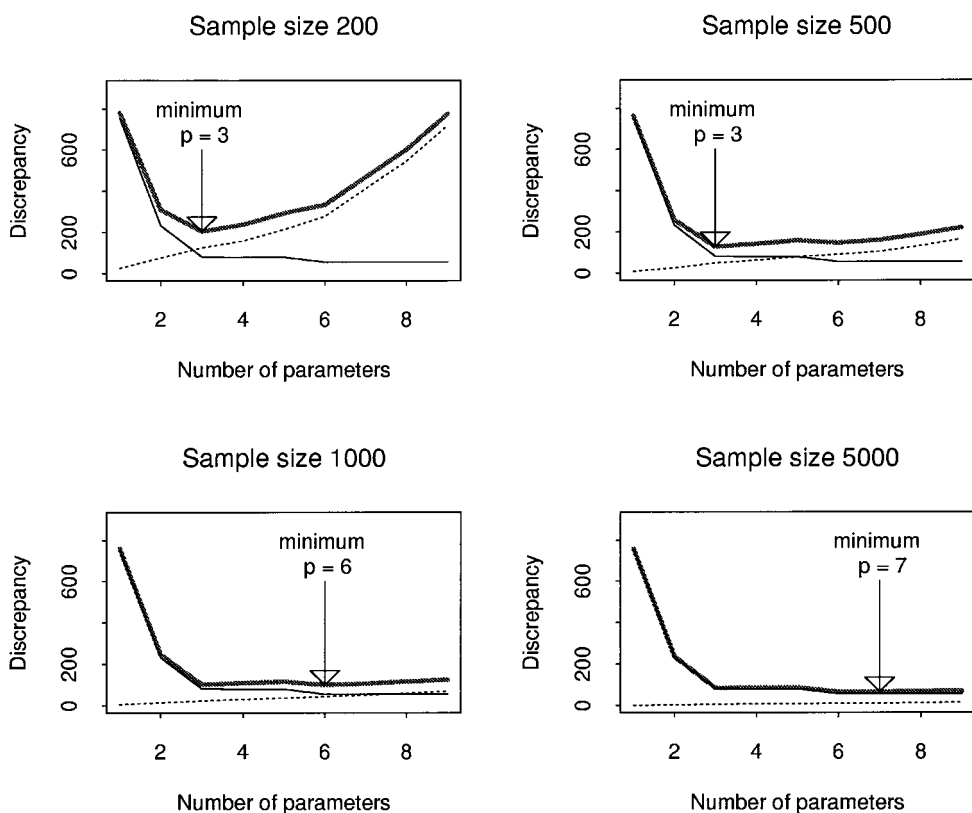 Sample size 200
Discrepancy
0 200 600
minimum
p = 3
2 4 6 8
Number of parameters
Sample size 500
Discrepancy
0 200 600
minimum
p = 3
2 4 6 8
Number of parameters
Sample size 1000
Discrepancy
0 200 600
minimum
p = 6
2 4 6 8
Number of parameters
Sample size 5000
Discrepancy
0 200 600
minimum
p = 7
2 4 6 8
Number of parameters